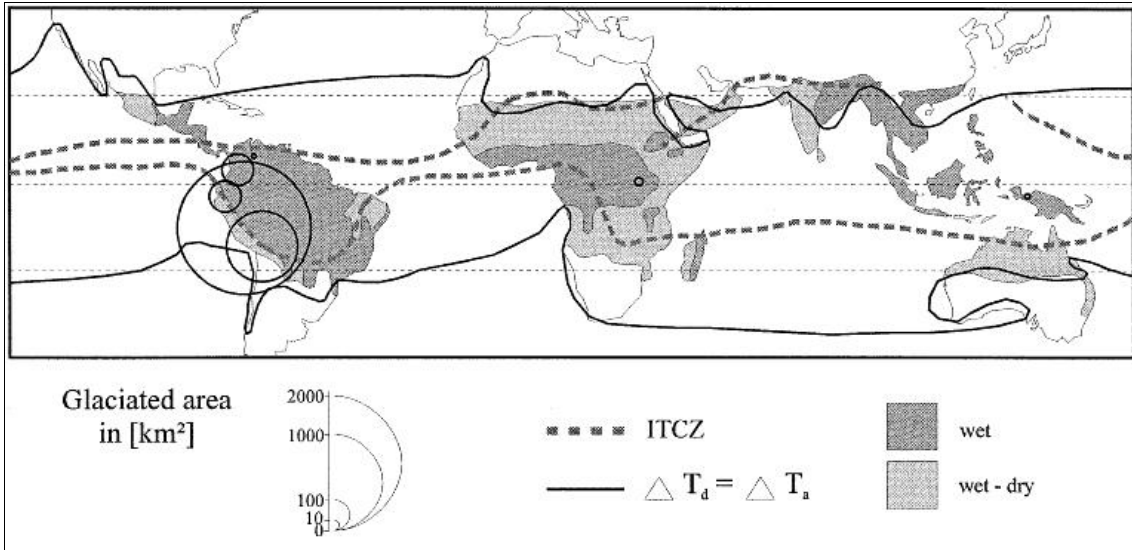 Glaciated area
in [km²]
2000
1000
100
10
0
ITCZ
△ T_d = △ T_a
wet
wet - dry